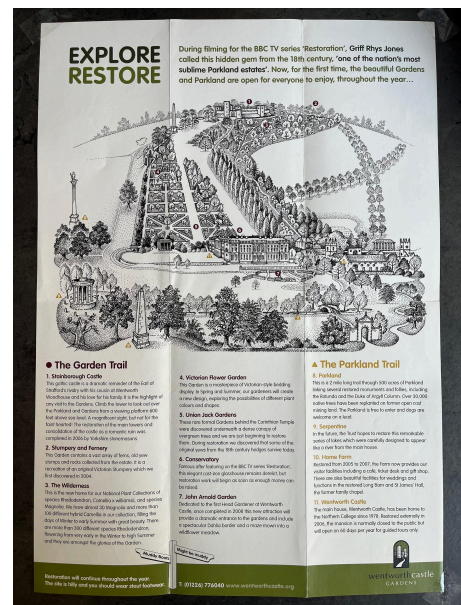 EXPLORE
RESTORE
During filming for the BBC TV series 'Restoration', Griff Rhys Jones
called this hidden gem from the 18th century, 'one of the nation's most
sublime Parkland estates'. Now, for the first time, the beautiful Gardens
and Parkland are open for everyone to enjoy, throughout the year...
The Garden Trail
1. Stainborough Castle
This gothic castle is a dramatic reminder of the Earl of
Strafford's rivalry with his cousin at Wentworth
Woodhouse and his love for his family. It is the highlight of
any visit to the Gardens. Climb the tower to look out over
the Parkland and Gardens from a viewing platform 600
feet above sea level. A magnificent sight, but not for the
faint hearted! The restoration of the main towers and
consolidation of the castle as a romantic ruin was
completed in 2006 by Yorkshire stonemasons.
2. Stumpery and Fernery
This Garden contains a vast array of ferns, old yew
stumps and rocks collected from the estate. It is a
recreation of an original Victorian Stumpery which we
first discovered in 2004.
3. The Wilderness
This is the new home for our National Plant Collections of
species Rhododendron, Camellia williamsii, and species
Magnolia. We have almost 20 Magnolia and more than
100 different hybrid Camellia in our collection, filling the
days of Winter to early Summer with great beauty. There
are more than 300 different species Rhododendron,
flowering from very early in the Winter to high Summer
and they are amongst the glories of the Garden.
4. Victorian Flower Garden
This Garden is a masterpiece of Victorian-style bedding
display. In Spring and Summer, our gardeners will create
a new design, exploring the possibilities of different plant
colours and shapes.
5. Union Jack Gardens
These rare formal Gardens behind the Corinthian Temple
were discovered underneath a dense canopy of
evergreen trees and we are just beginning to restore
them. During restoration we discovered that some of the
original yews from the 18th century hedges survive today.
6. Conservatory
Famous after featuring on the BBC TV series 'Restoration',
this elegant cast iron glasshouse remains derelict, but
restoration work will begin as soon as enough money can
be raised.
7. John Arnold Garden
Dedicated to the first Head Gardener at Wentworth
Castle, once completed in 2008 this new attraction will
provide a dramatic entrance to the gardens and include
a spectacular Dahlia border and a maze mown into a
wildflower meadow.
The Parkland Trail
8. Parkland
This is a 2 mile long trail through 500 acres of Parkland
taking several restored monuments and follies, including
the Rotunda and the Duke of Argyll Column. Over 30,000
native trees have been replanted on former open cast
mining land. The Parkland is free to enter and dogs are
welcome on a lead.
9. Serpentine
In the future, the Trust hopes to restore this remarkable
series of lakes which were carefully designed to appear
like a river from the main house.
10. Home Farm
Restored from 2005 to 2007, the Farm now provides our
visitor facilities including a café, ticket desk and gift shop.
There are also beautiful facilities for weddings and
functions in the restored Long Barn and St James' Hall,
the former family chapel.
11. Wentworth Castle
The main house, Wentworth Castle, has been home to
the Northern College since 1978. Restored externally in
2006, the mansion is normally closed to the public but
will open on 60 days per year for guided tours only.
Muddy Boots
Might be muddy
Restoration will continue throughout the year.
The site is hilly and you should wear stout footwear.
T: (01226) 776040 www.wentworthcastle.org
wentworthcastle
GARDENS